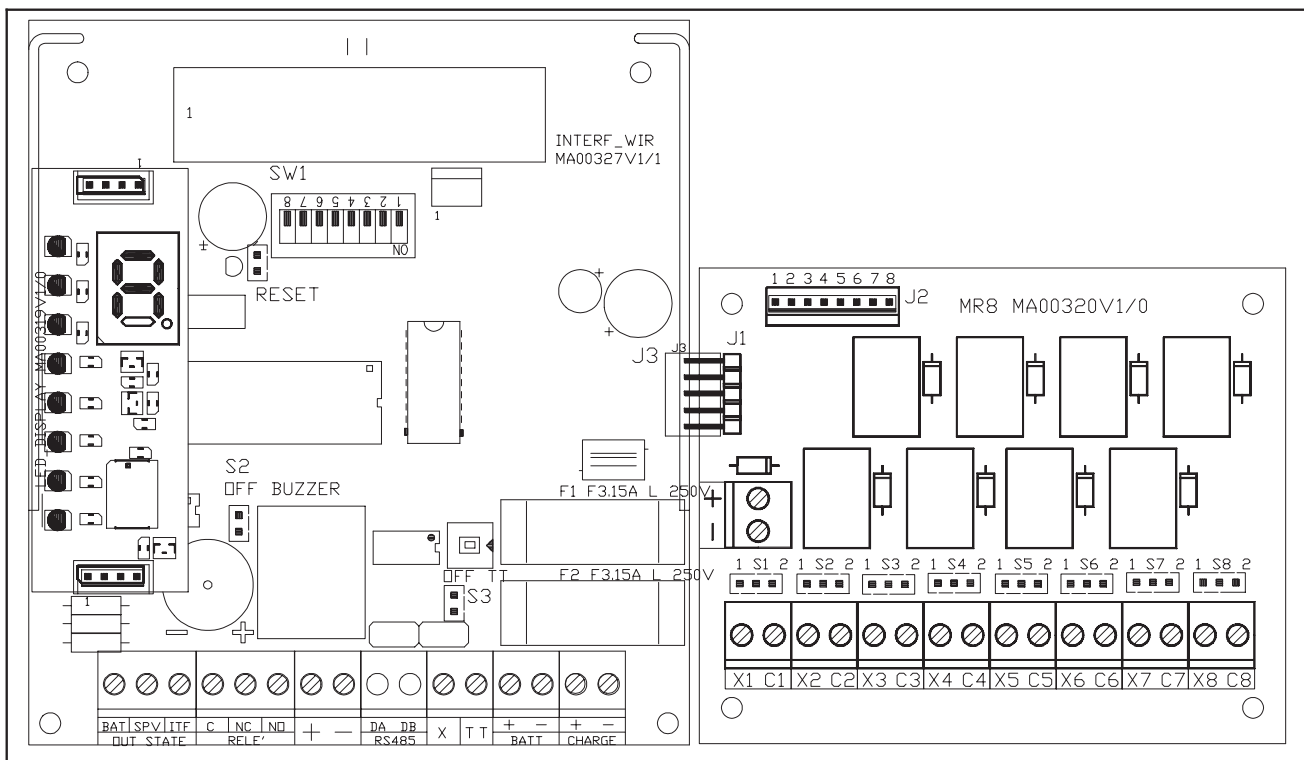 1
INTERF_WIR
MA00327V1/1
SW1
1
8 7 6 5 4 3 2 1
ON
1
+
RESET
LED_DISPLAY MA00319V1/0
+
+
J3
J3
J1
1 2 3 4 5 6 7 8
J2
MR8 MA00320V1/0
S2
OFF BUZZER
F1 F3.15A L 250V
+
-
OFF TT
S3
F2 F3.15A L 250V
1 S1 2
1 S2 2
1 S3 2
1 S4 2
1 S5 2
1 S6 2
1 S7 2
1 S8 2
1
- +
X1 C1 X2 C2 X3 C3 X4 C4 X5 C5 X6 C6 X7 C7 X8 C8
BAT SPV ITF C NC NO + - DA DB X TT + - + -
OUT STATE RELE' RS485 BATT CHARGE